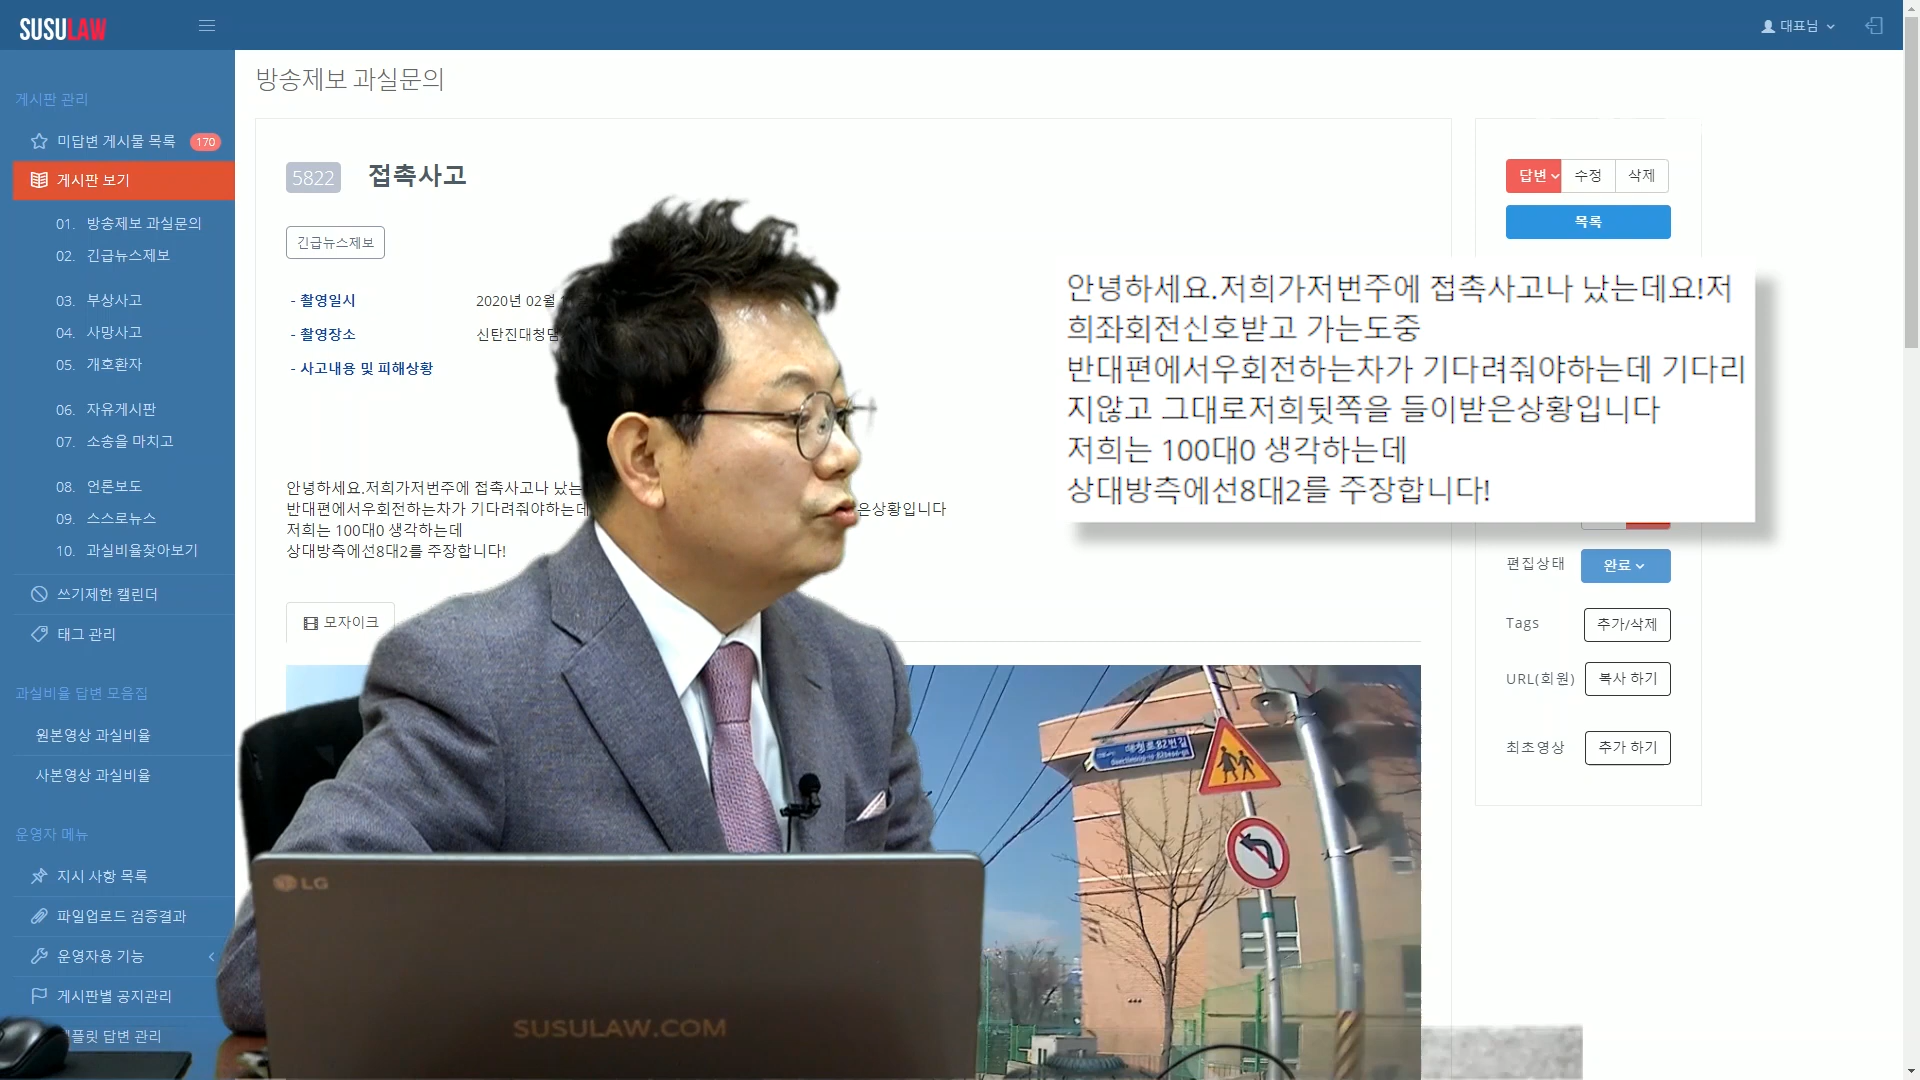 SUSULAW
대표님
게시판 관리
미답변 게시물 목록 170
게시판 보기
01. 방송제보 과실문의
02. 긴급뉴스제보
03. 부상사고
04. 사망사고
05. 개호환자
06. 자유게시판
07. 소송을 마치고
08. 언론보도
09. 스스로뉴스
10. 과실비율찾아보기
쓰기제한 캘린더
태그 관리
과실비율 답변 모음집
원본영상 과실비율
사본영상 과실비율
운영자 메뉴
지시 사항 목록
파일업로드 검증결과
운영자용 기능
게시판별 공지관리
플릿 답변 관리
방송제보 과실문의
5822 접촉사고
긴급뉴스제보
- 촬영일시 2020년 02월
- 촬영장소 신탄진대청댐
- 사고내용 및 피해상황
안녕하세요.저희가저번주에 접촉사고나 났는
반대편에서우회전하는차가 기다려줘야하는데 은상황입니다
저희는 100대0 생각하는데
상대방측에선8대2를 주장합니다!
모자이크
답변 수정 삭제
목록
안녕하세요.저희가저번주에 접촉사고나 났는데요!저
희좌회전신호받고 가는도중
반대편에서우회전하는차가 기다려줘야하는데 기다리
지않고 그대로저희뒷쪽을 들이받은상황입니다
저희는 100대0 생각하는데
상대방측에선8대2를 주장합니다!
편집상태 완료
Tags 추가/삭제
URL(회원) 복사 하기
최초영상 추가 하기
대청로82번길
LG
SUSULAW.COM